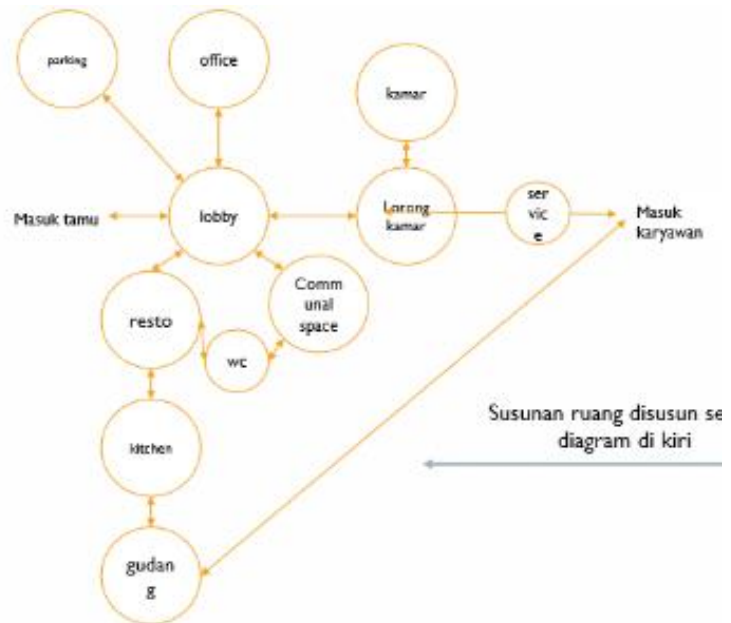 parking
office
kamar
Masuk tamu
lobby
Lorong
kamar
ser
vic
e
Masuk
karyawan
resto
Comm
unal
space
wc
Susunan ruang disusun se
diagram di kiri
kitchen
gudan
g